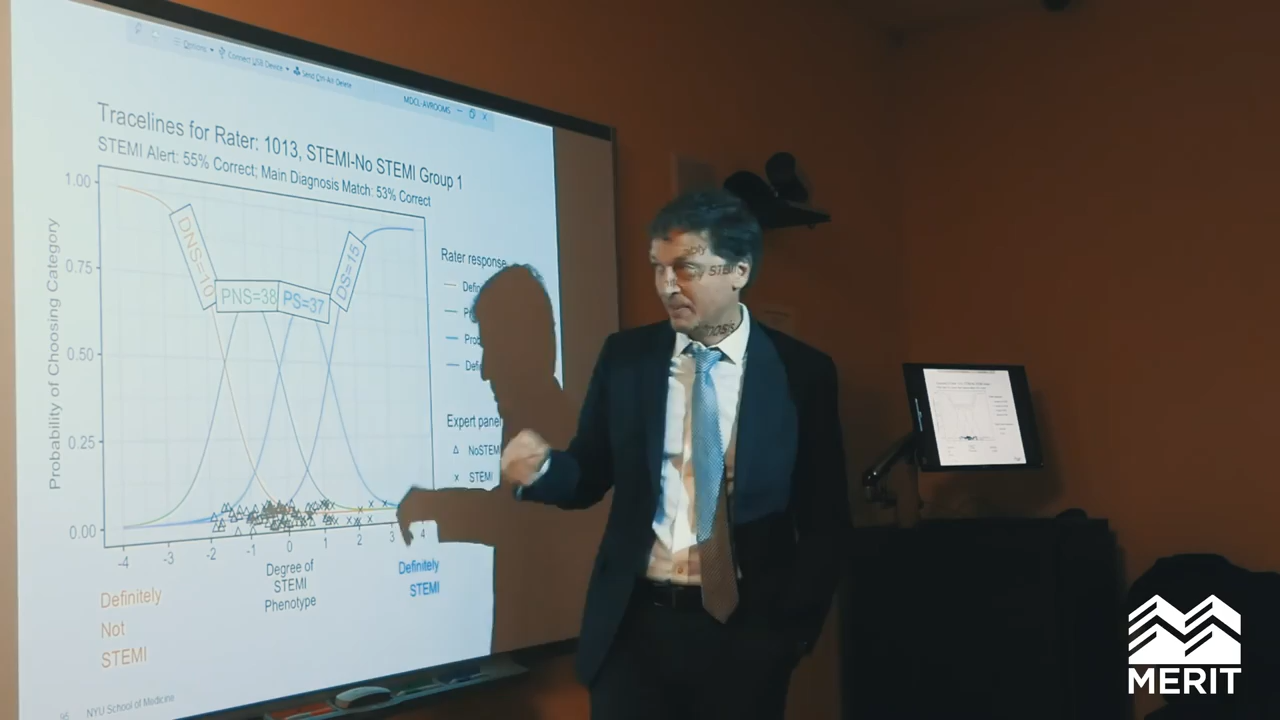 Options
Connect USB Device
Send Ctrl-Alt-Delete
MDCL-AVROOMS
Tracelines for Rater: 1013, STEMI-No STEMI Group 1
STEMI Alert: 55% Correct; Main Diagnosis Match: 53% Correct
Probability of Choosing Category
1.00
0.75
0.50
0.25
0.00
DNS=10
PNS=38
PS=37
DS=15
-4 -3 -2 -1 0 1 2 3 4
Definitely
Not
STEMI
Degree of
STEMI
Phenotype
Definitely
STEMI
Rater response
Expert panel
NoSTEMI
STEMI
NYU School of Medicine
MERIT